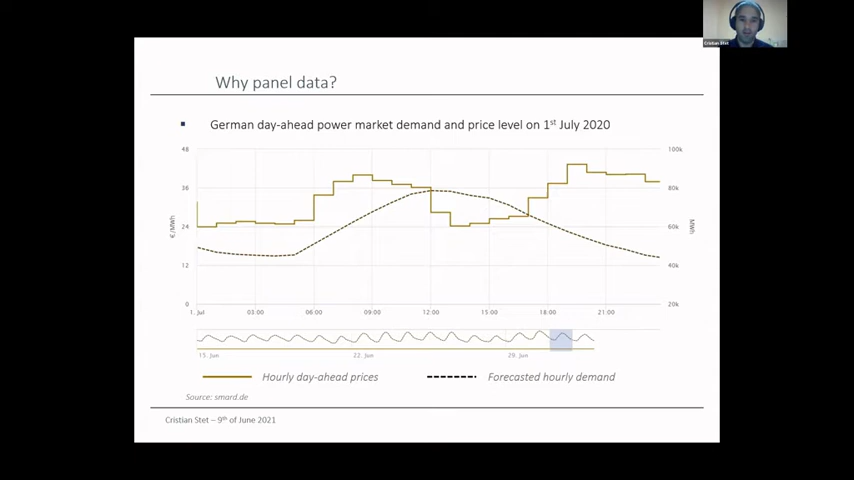 Cristian Stet
Why panel data?
▪ German day-ahead power market demand and price level on 1st July 2020
48 100k
36 80k
€/MWh 24 60k MWh
12 40k
0 20k
1. Jul 03:00 06:00 09:00 12:00 15:00 18:00 21:00
15. Jun 22. Jun 29. Jun
Hourly day-ahead prices Forecasted hourly demand
Source: smard.de
Cristian Stet – 9th of June 2021